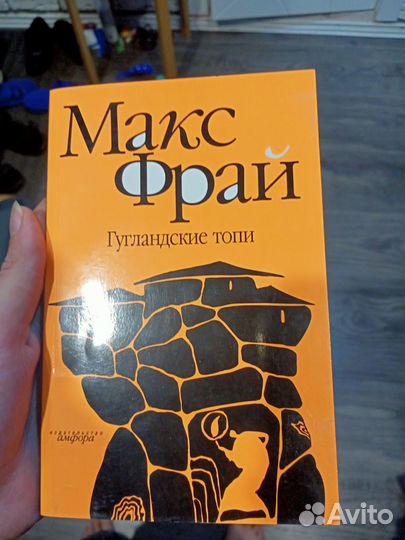 Макс
Фрай
Гугландские топи
издательство
амфора
Avito